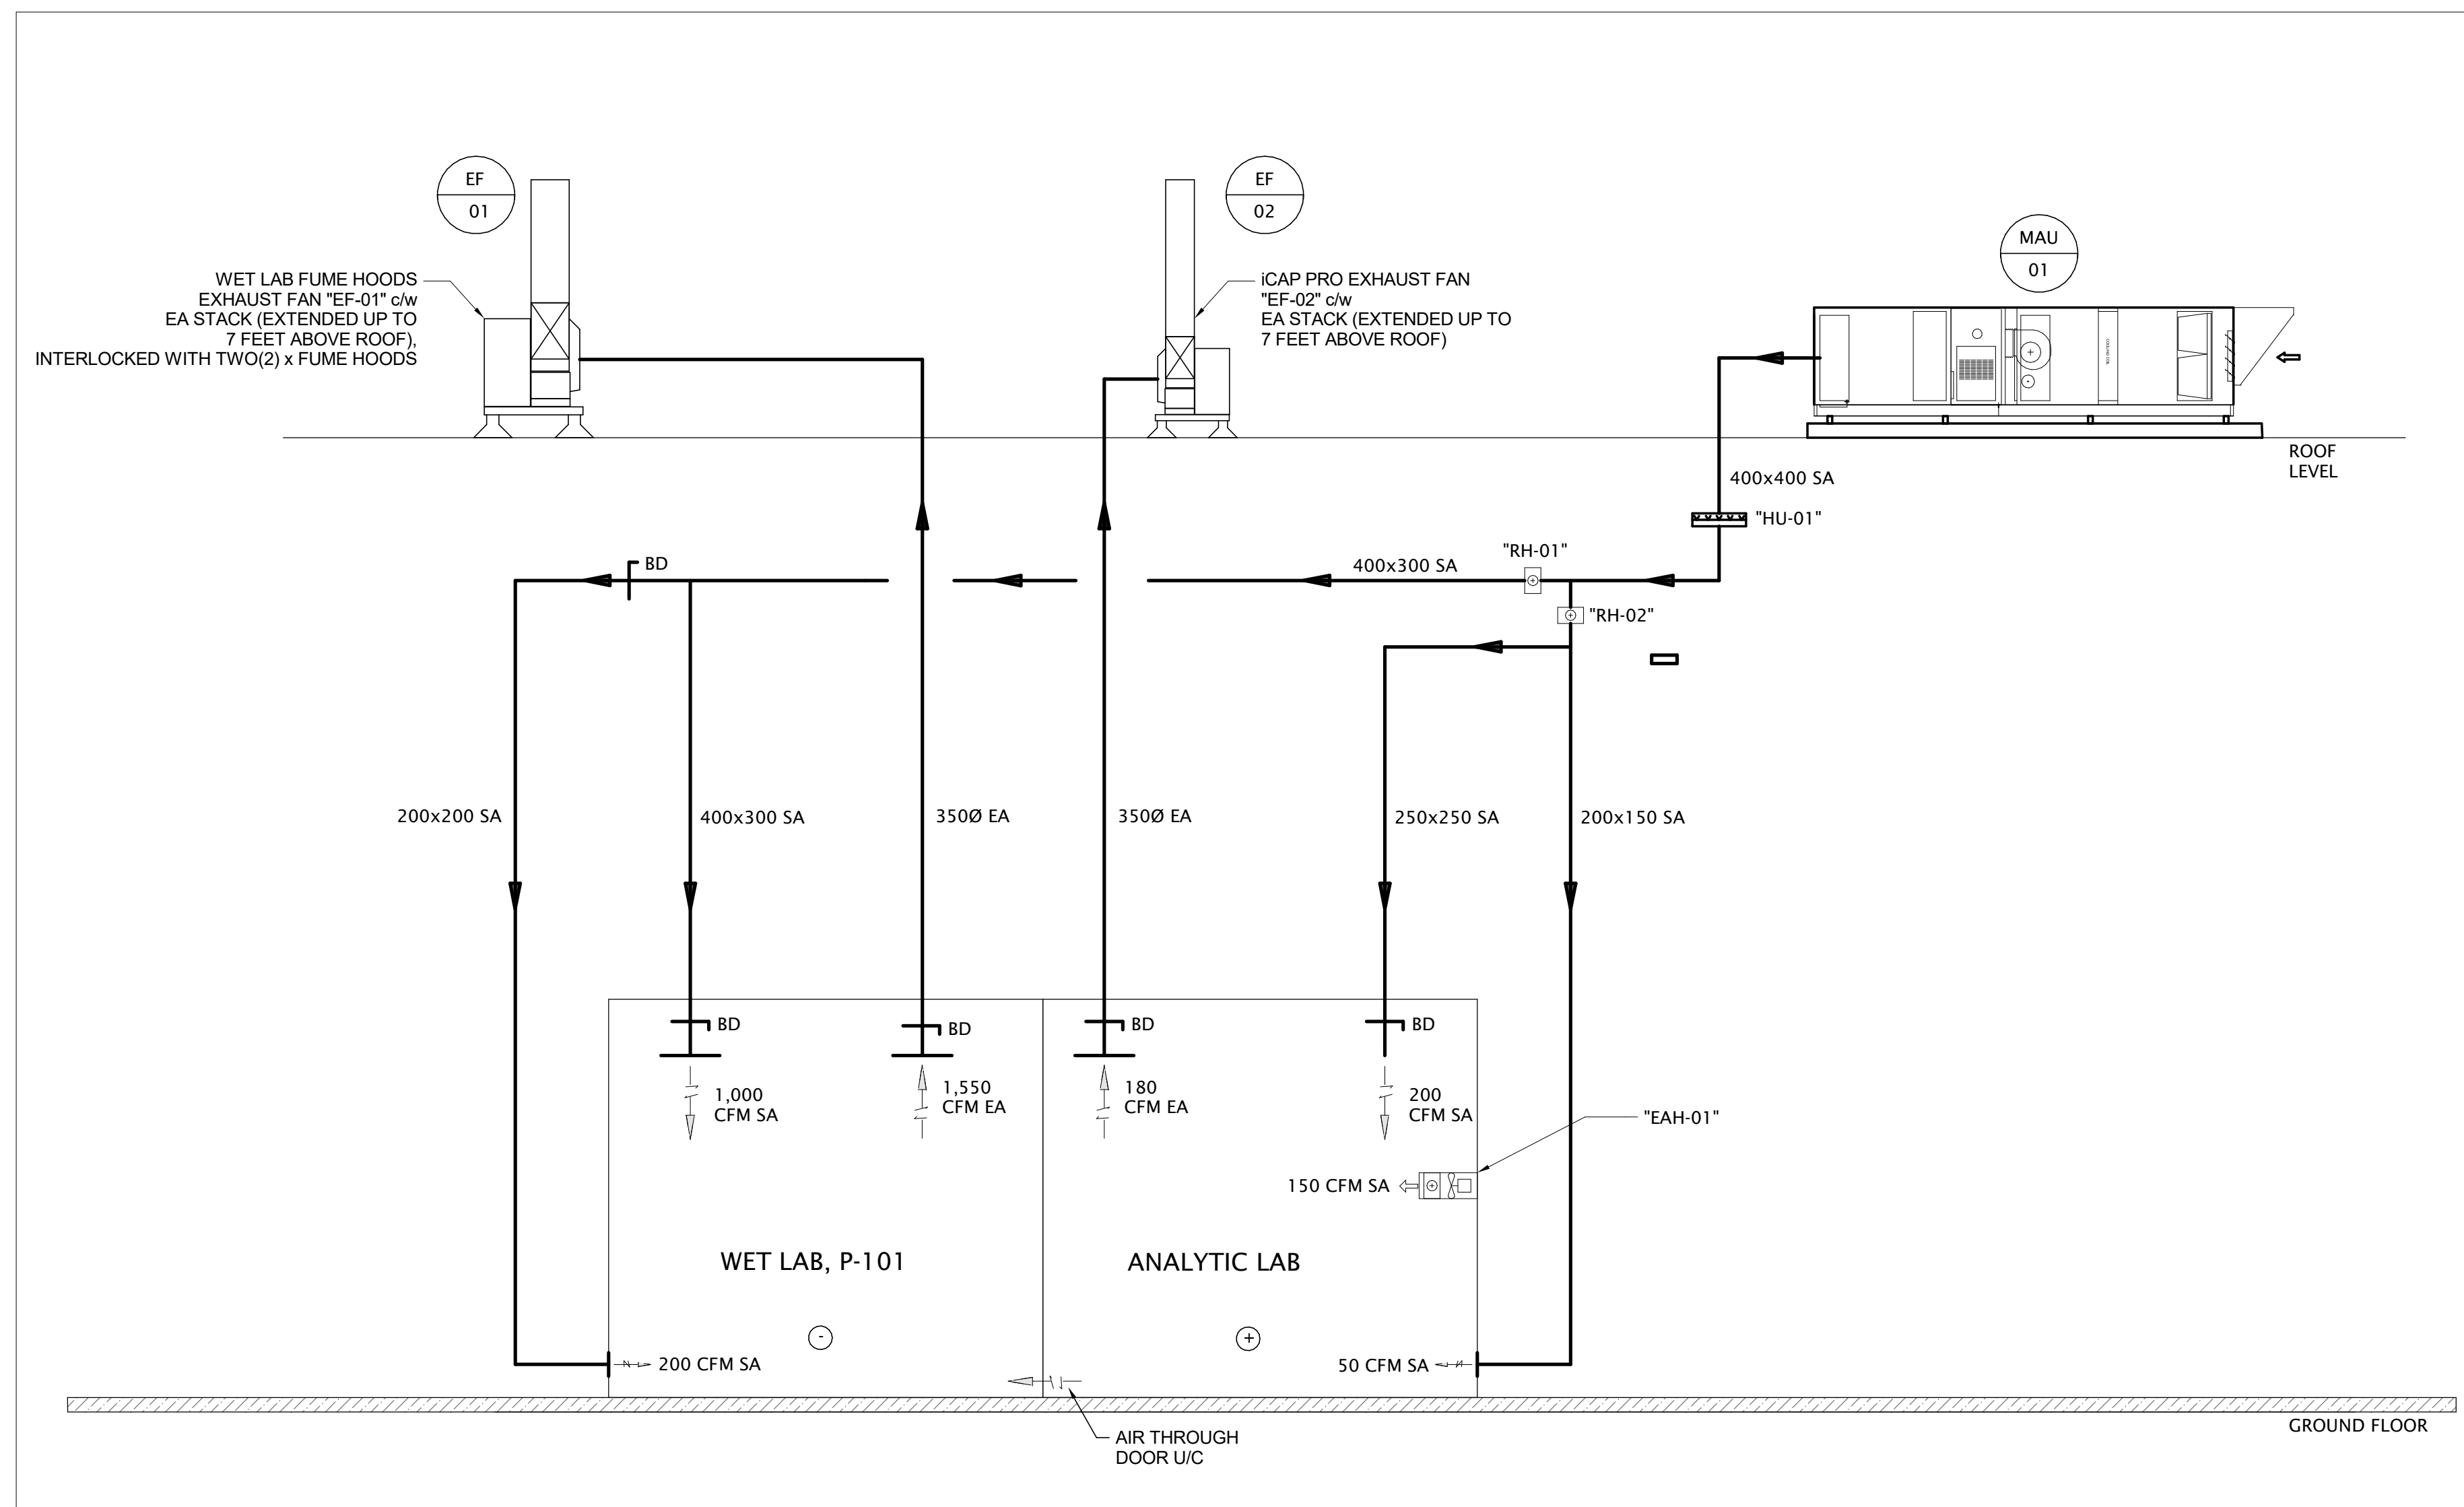 EF
01
EF
02
MAU
01
WET LAB FUME HOODS
EXHAUST FAN "EF-01" c/w
EA STACK (EXTENDED UP TO
7 FEET ABOVE ROOF),
INTERLOCKED WITH TWO(2) x FUME HOODS
iCAP PRO EXHAUST FAN
"EF-02" c/w
EA STACK (EXTENDED UP TO
7 FEET ABOVE ROOF)
COOLING COIL
ROOF
LEVEL
400x400 SA
"HU-01"
BD
400x300 SA
"RH-01"
"RH-02"
200x200 SA
400x300 SA
350Ø EA
350Ø EA
250x250 SA
200x150 SA
BD
BD
BD
BD
1,000
CFM SA
1,550
CFM EA
180
CFM EA
200
CFM SA
"EAH-01"
150 CFM SA
WET LAB, P-101
ANALYTIC LAB
-
+
200 CFM SA
50 CFM SA
AIR THROUGH
DOOR U/C
GROUND FLOOR